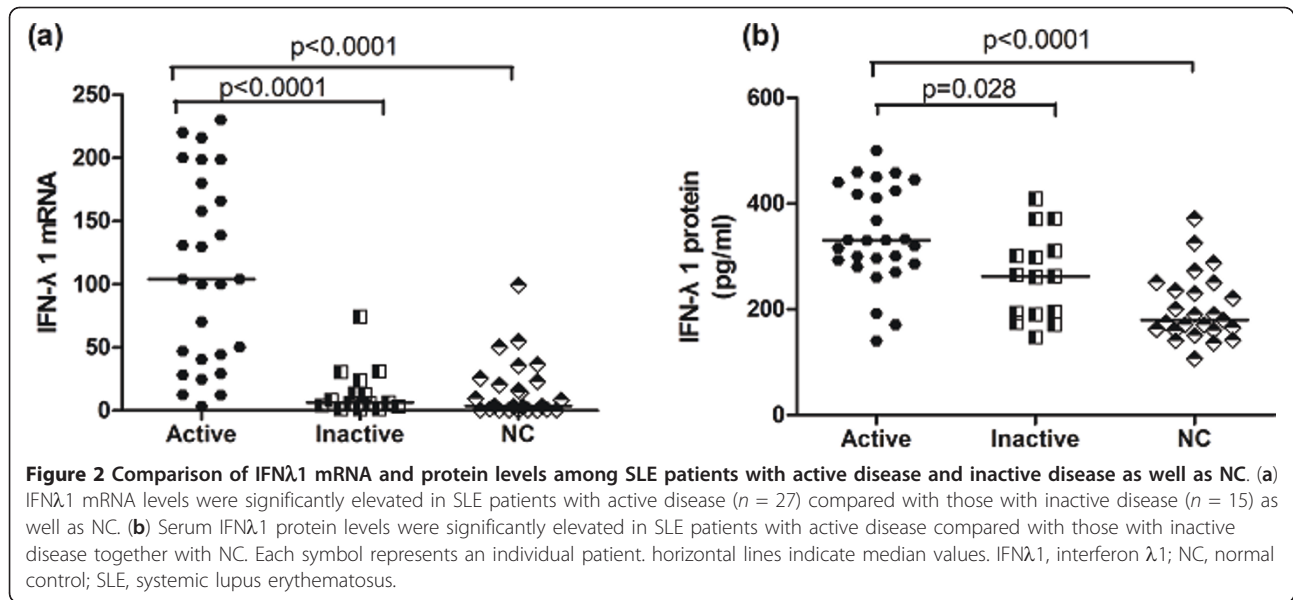 (a)
p<0.0001
p<0.0001
IFN-λ 1 mRNA
250
200
150
100
50
0
Active Inactive NC
(b)
p<0.0001
p=0.028
IFN-λ 1 protein
(pg/ml)
600
400
200
0
Active Inactive NC
Figure 2 Comparison of IFNλ1 mRNA and protein levels among SLE patients with active disease and inactive disease as well as NC. (a)
IFNλ1 mRNA levels were significantly elevated in SLE patients with active disease (n = 27) compared with those with inactive disease (n = 15) as
well as NC. (b) Serum IFNλ1 protein levels were significantly elevated in SLE patients with active disease compared with those with inactive
disease together with NC. Each symbol represents an individual patient. horizontal lines indicate median values. IFNλ1, interferon λ1; NC, normal
control; SLE, systemic lupus erythematosus.